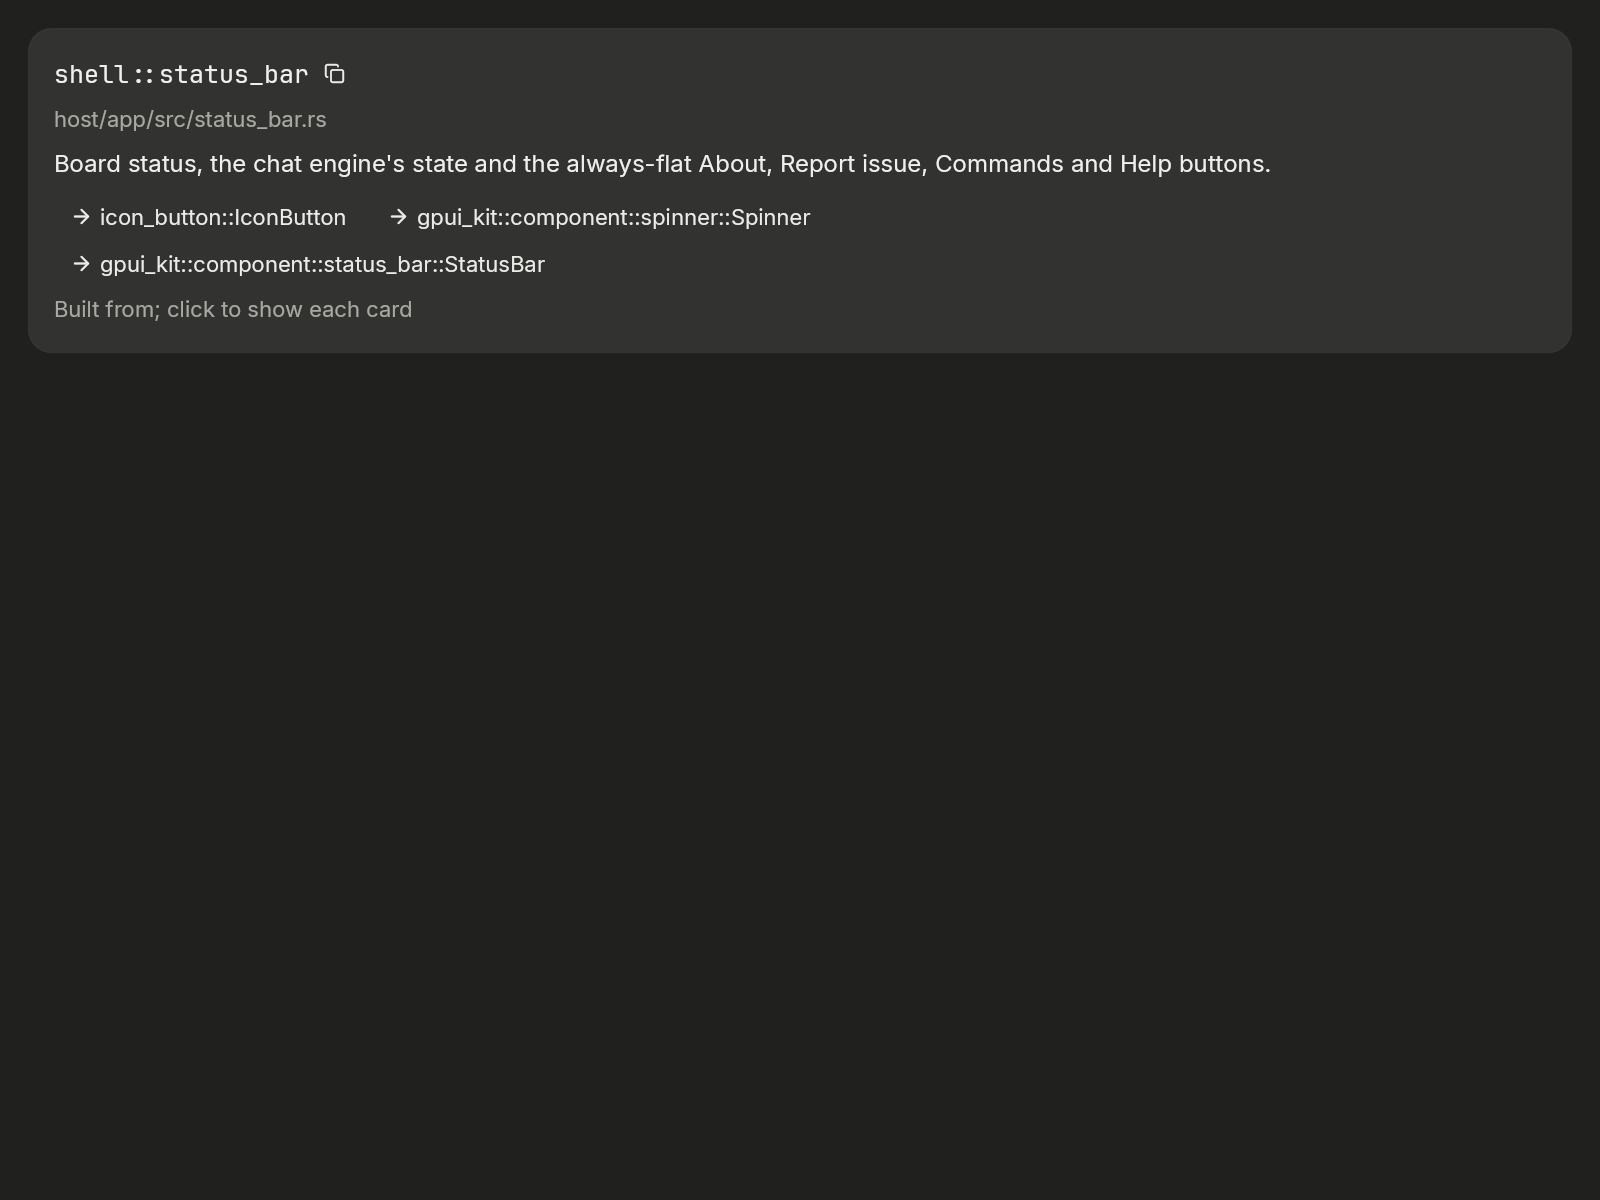 shell::status_bar
host/app/src/status_bar.rs
Board status, the chat engine's state and the always-flat About, Report issue, Commands and Help buttons.
→ icon_button::IconButton → gpui_kit::component::spinner::Spinner
→ gpui_kit::component::status_bar::StatusBar
Built from; click to show each card